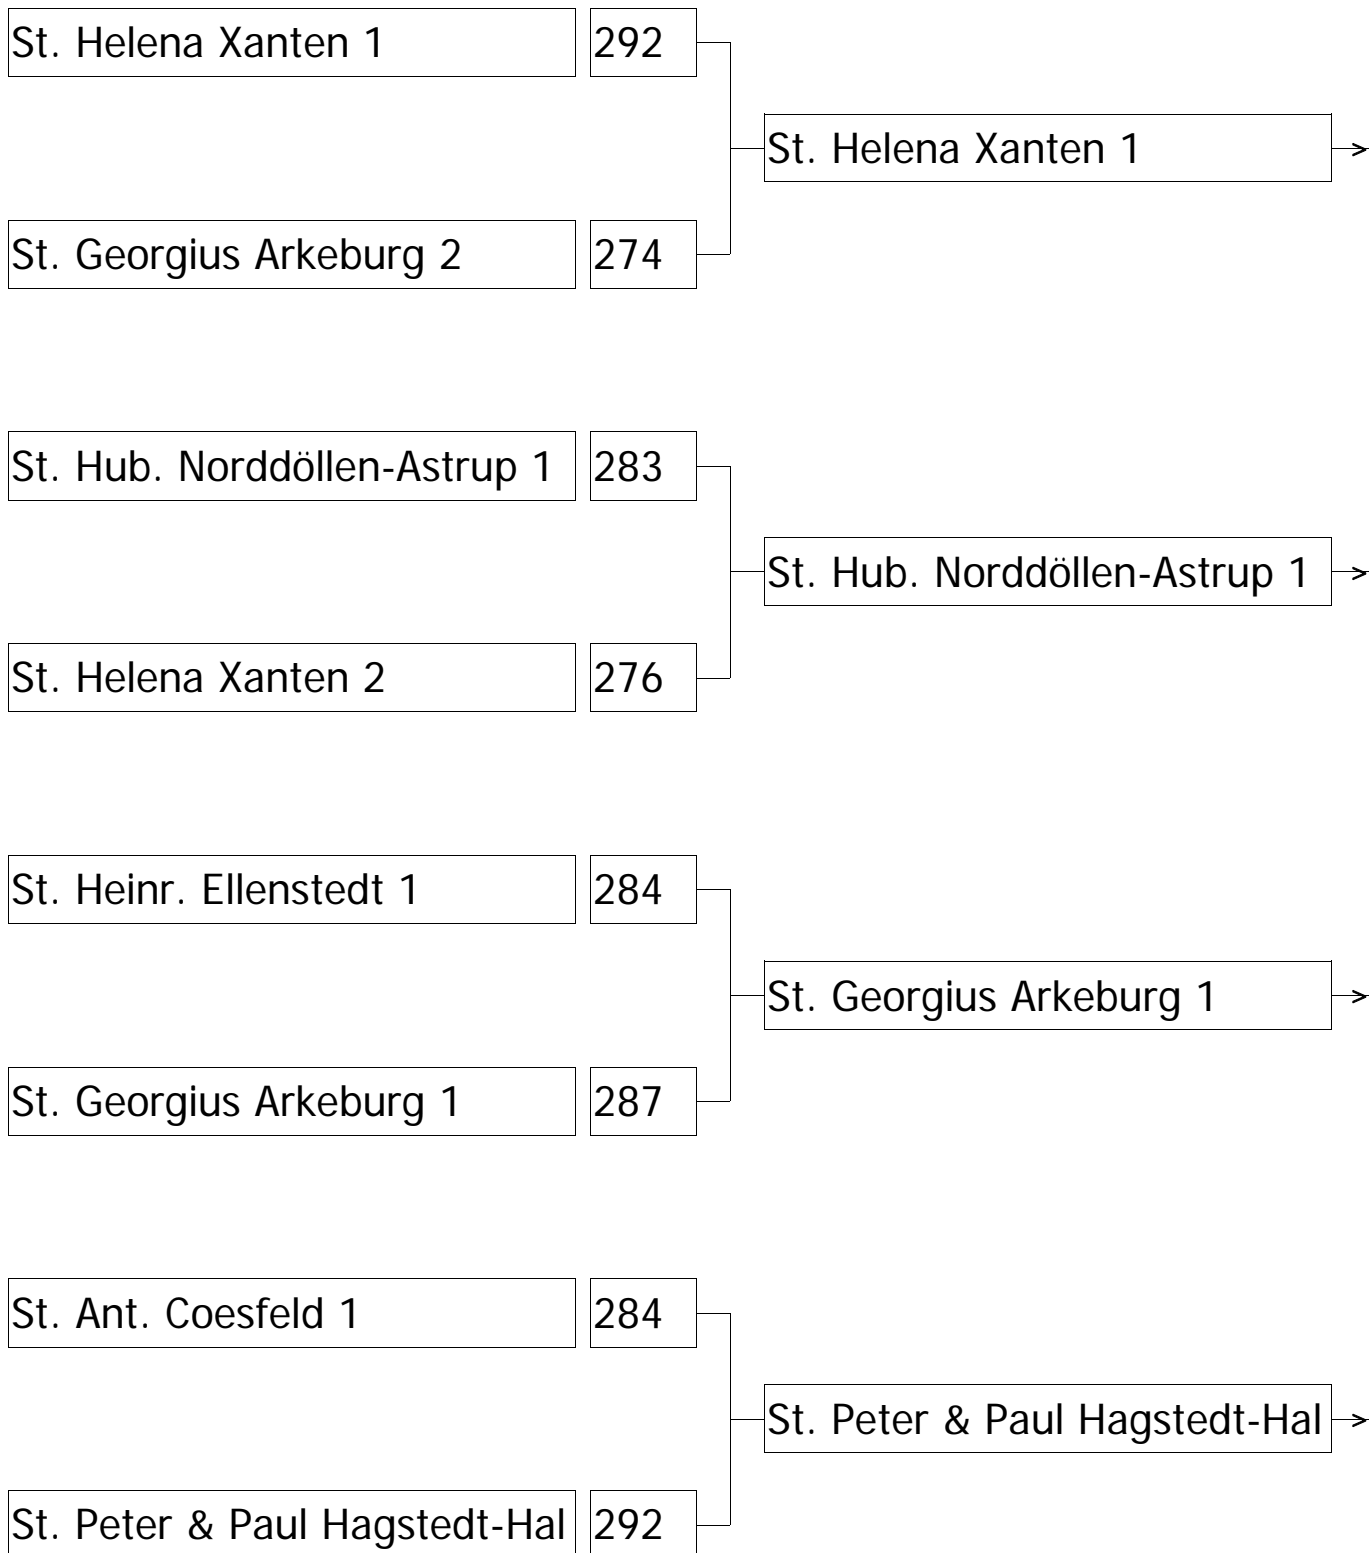 St. Helena Xanten 1 292
St. Helena Xanten 1
St. Georgius Arkeburg 2 274
St. Hub. Norddöllen-Astrup 1 283
St. Hub. Norddöllen-Astrup 1
St. Helena Xanten 2 276
St. Heinr. Ellenstedt 1 284
St. Georgius Arkeburg 1
St. Georgius Arkeburg 1 287
St. Ant. Coesfeld 1 284
St. Peter & Paul Hagstedt-Hal
St. Peter & Paul Hagstedt-Hal 292